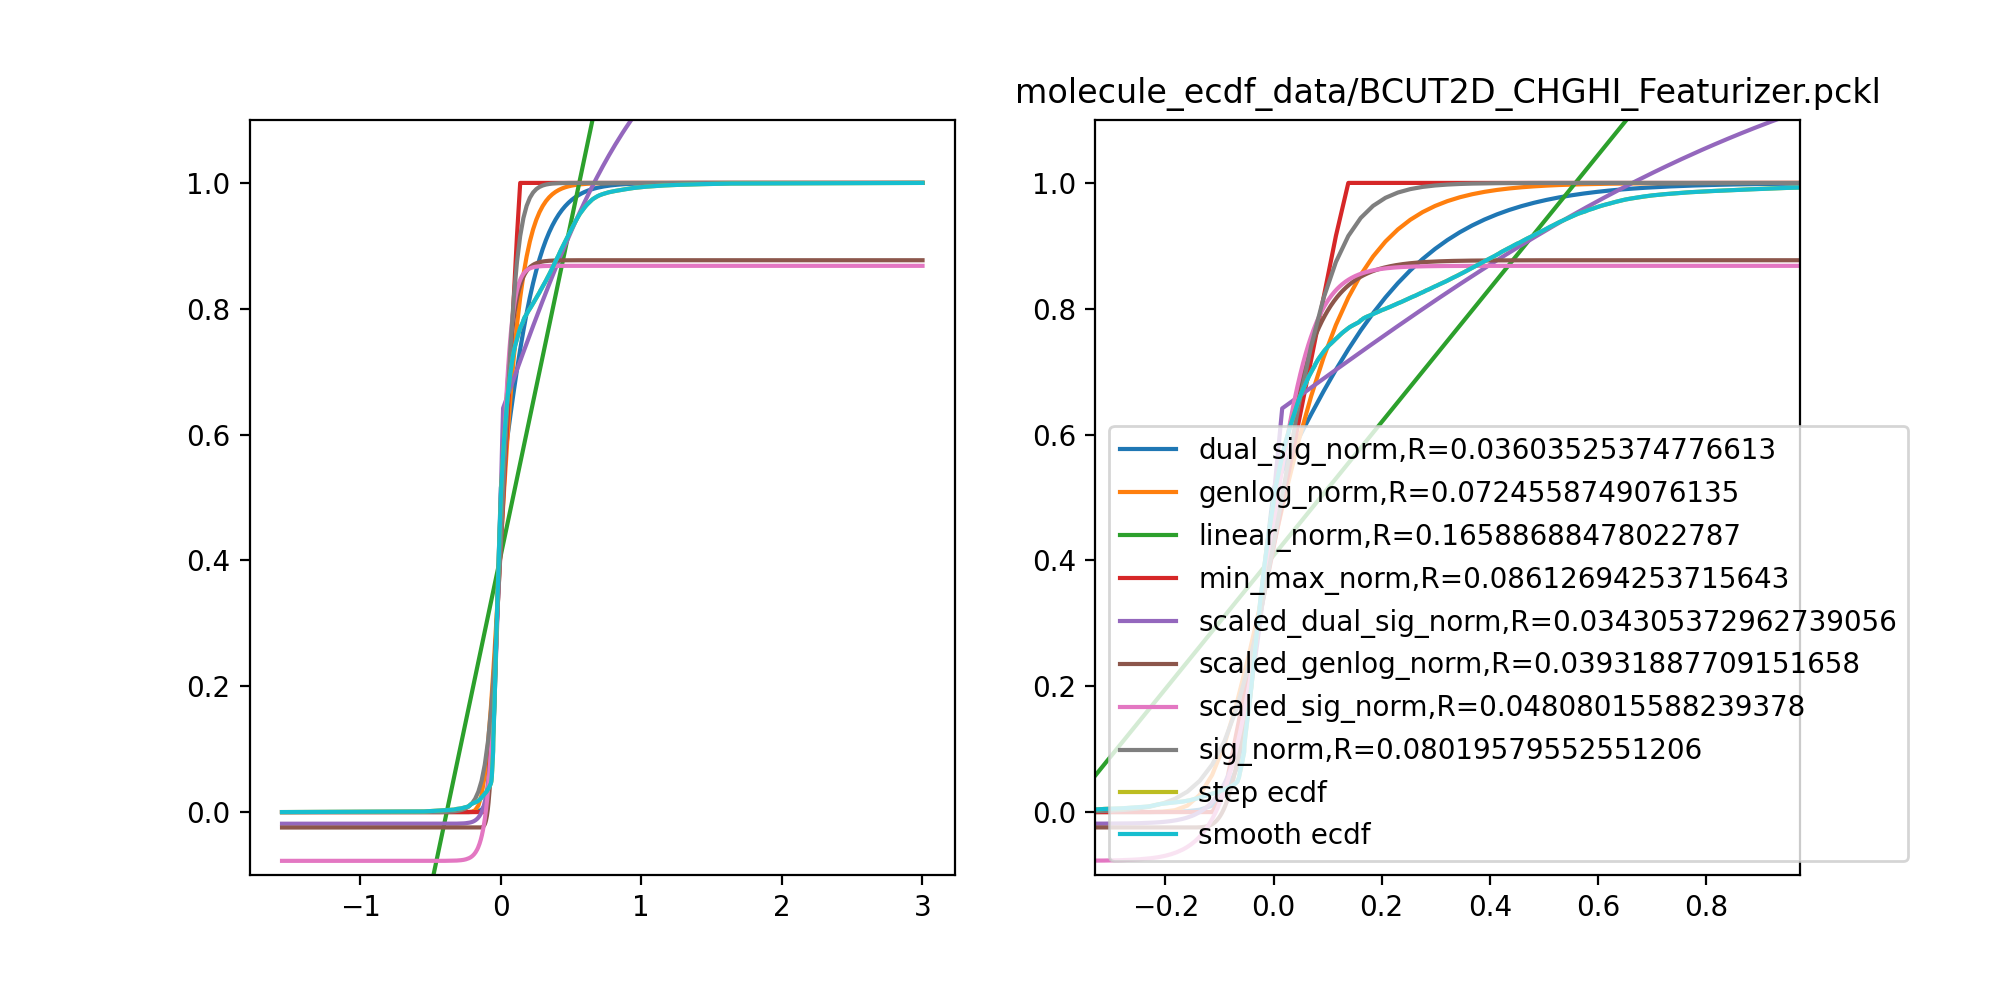 molecule_ecdf_data/BCUT2D_CHGHI_Featurizer.pckl
1.0
0.8
0.6
0.4
0.2
0.0
−1
0
1
2
3
1.0
0.8
0.6
0.4
0.2
0.0
−0.2
0.0
0.2
0.4
0.6
0.8
dual_sig_norm,R=0.03603525374776613
genlog_norm,R=0.0724558749076135
linear_norm,R=0.16588688478022787
min_max_norm,R=0.08612694253715643
scaled_dual_sig_norm,R=0.034305372962739056
scaled_genlog_norm,R=0.03931887709151658
scaled_sig_norm,R=0.04808015588239378
sig_norm,R=0.08019579552551206
step ecdf
smooth ecdf